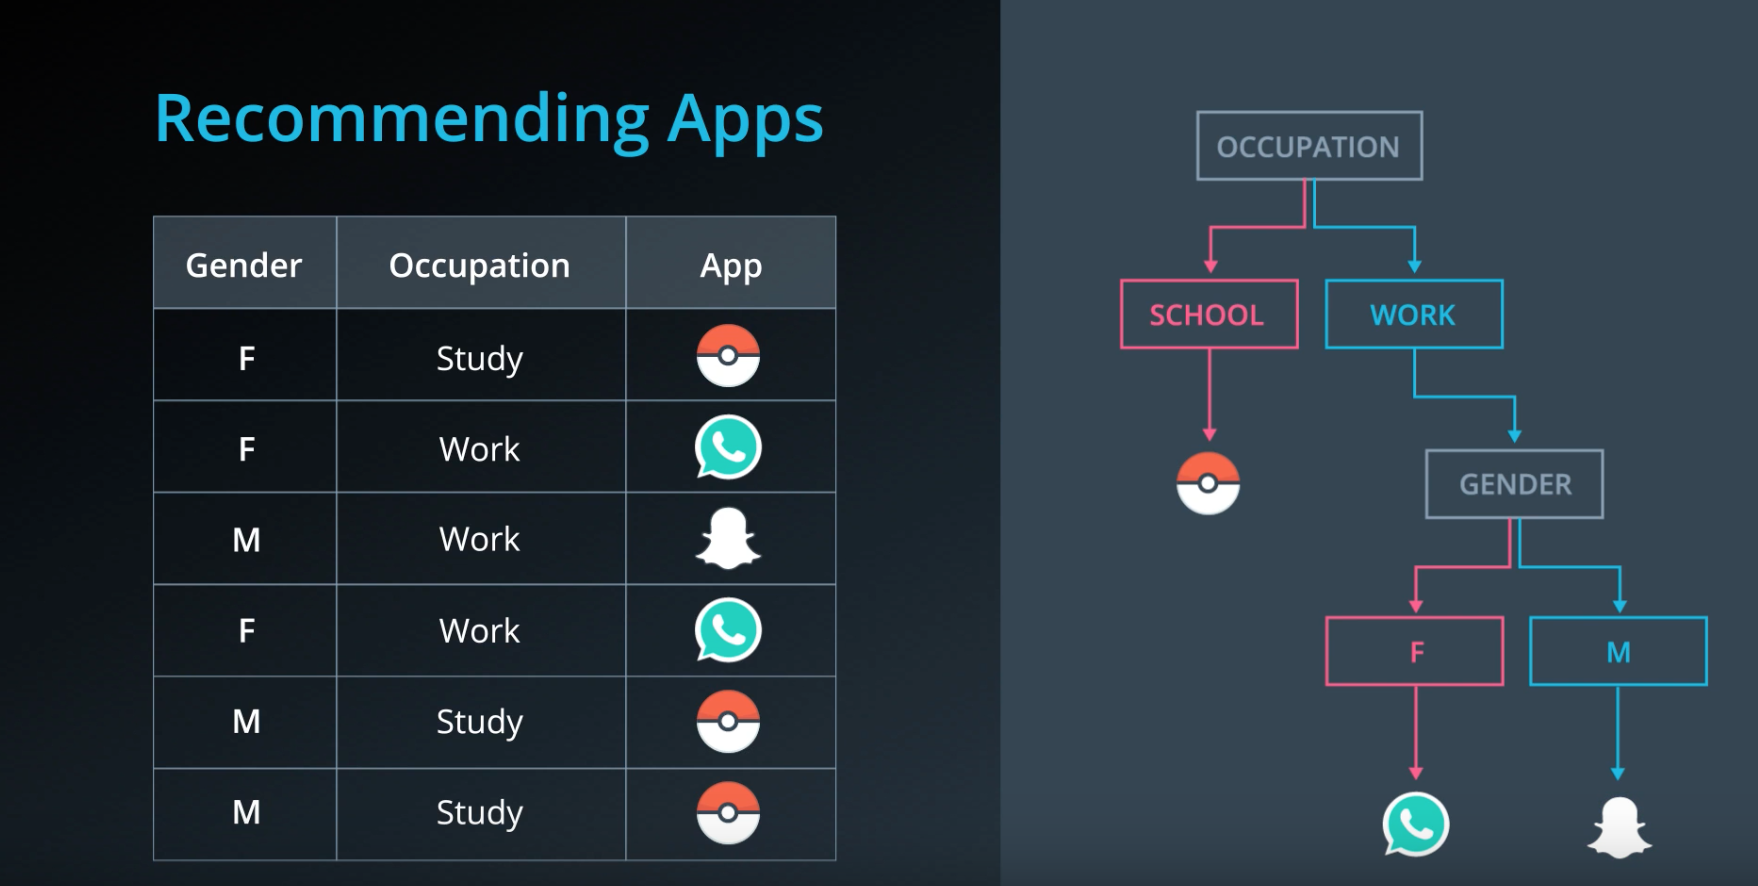 Recommending Apps
Gender Occupation App
F Study
F Work
M Work
F Work
M Study
M Study
OCCUPATION
SCHOOL WORK
GENDER
F M